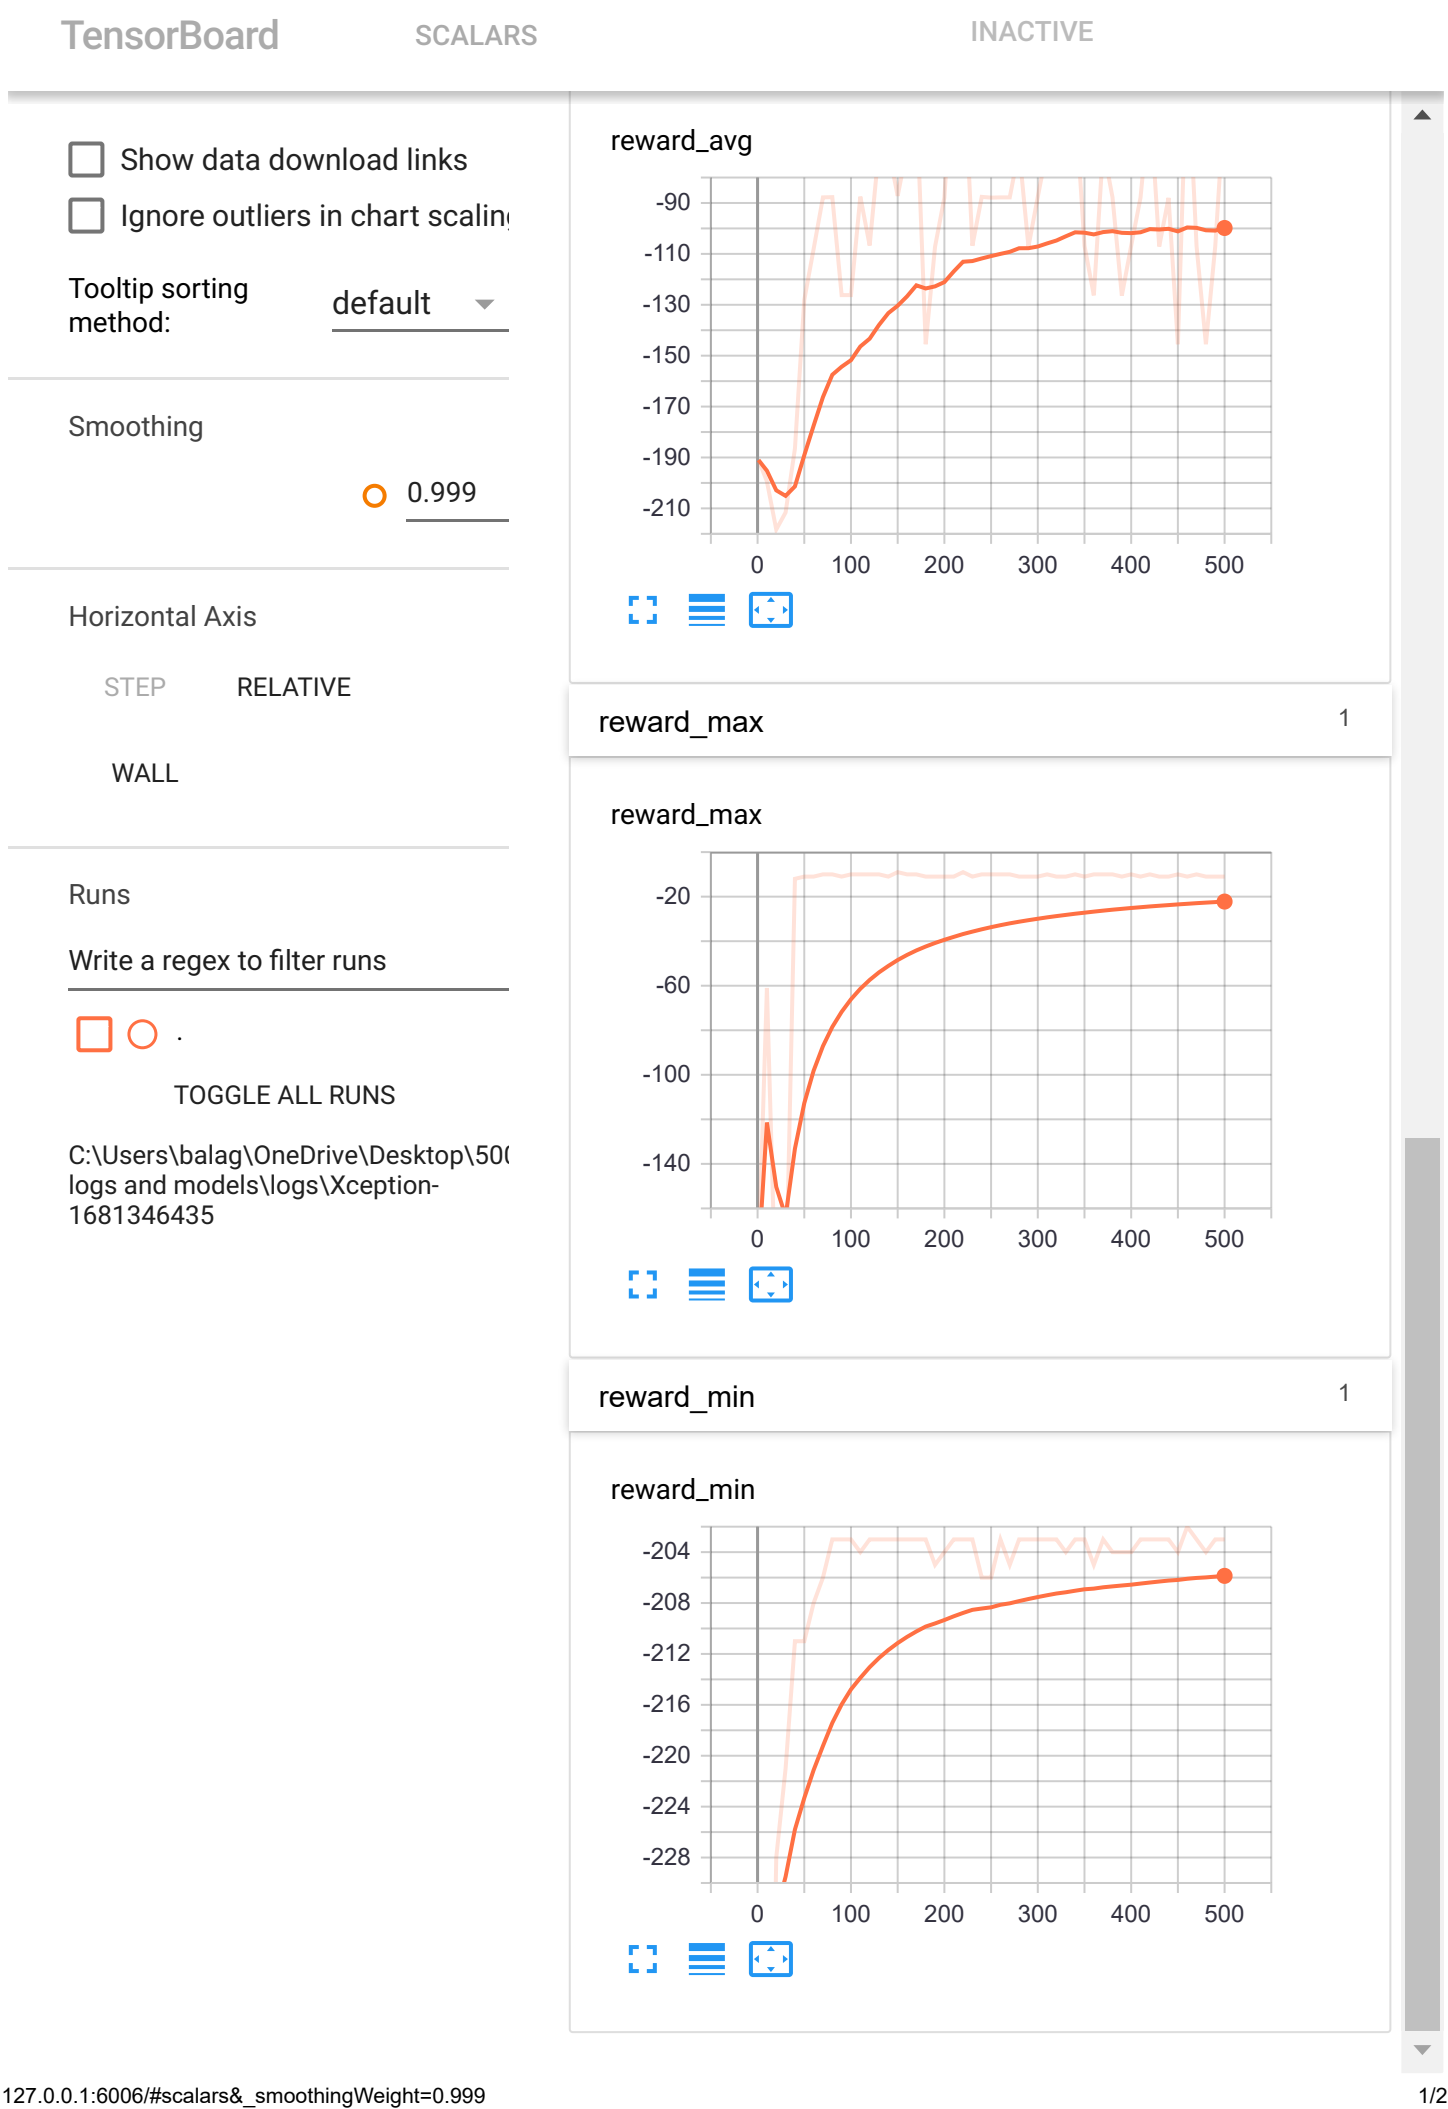 TensorBoard
SCALARS
INACTIVE
Show data download links
Ignore outliers in chart scaling
Tooltip sorting
method:
default
Smoothing
0.999
Horizontal Axis
STEP
RELATIVE
WALL
Runs
Write a regex to filter runs
.
TOGGLE ALL RUNS
C:\Users\balag\OneDrive\Desktop\500
logs and models\logs\Xception-
1681346435
reward_avg
-90
-110
-130
-150
-170
-190
-210
0 100 200 300 400 500
reward_max
1
reward_max
-20
-60
-100
-140
0 100 200 300 400 500
reward_min
1
reward_min
-204
-208
-212
-216
-220
-224
-228
0 100 200 300 400 500
127.0.0.1:6006/#scalars&_smoothingWeight=0.999
1/2